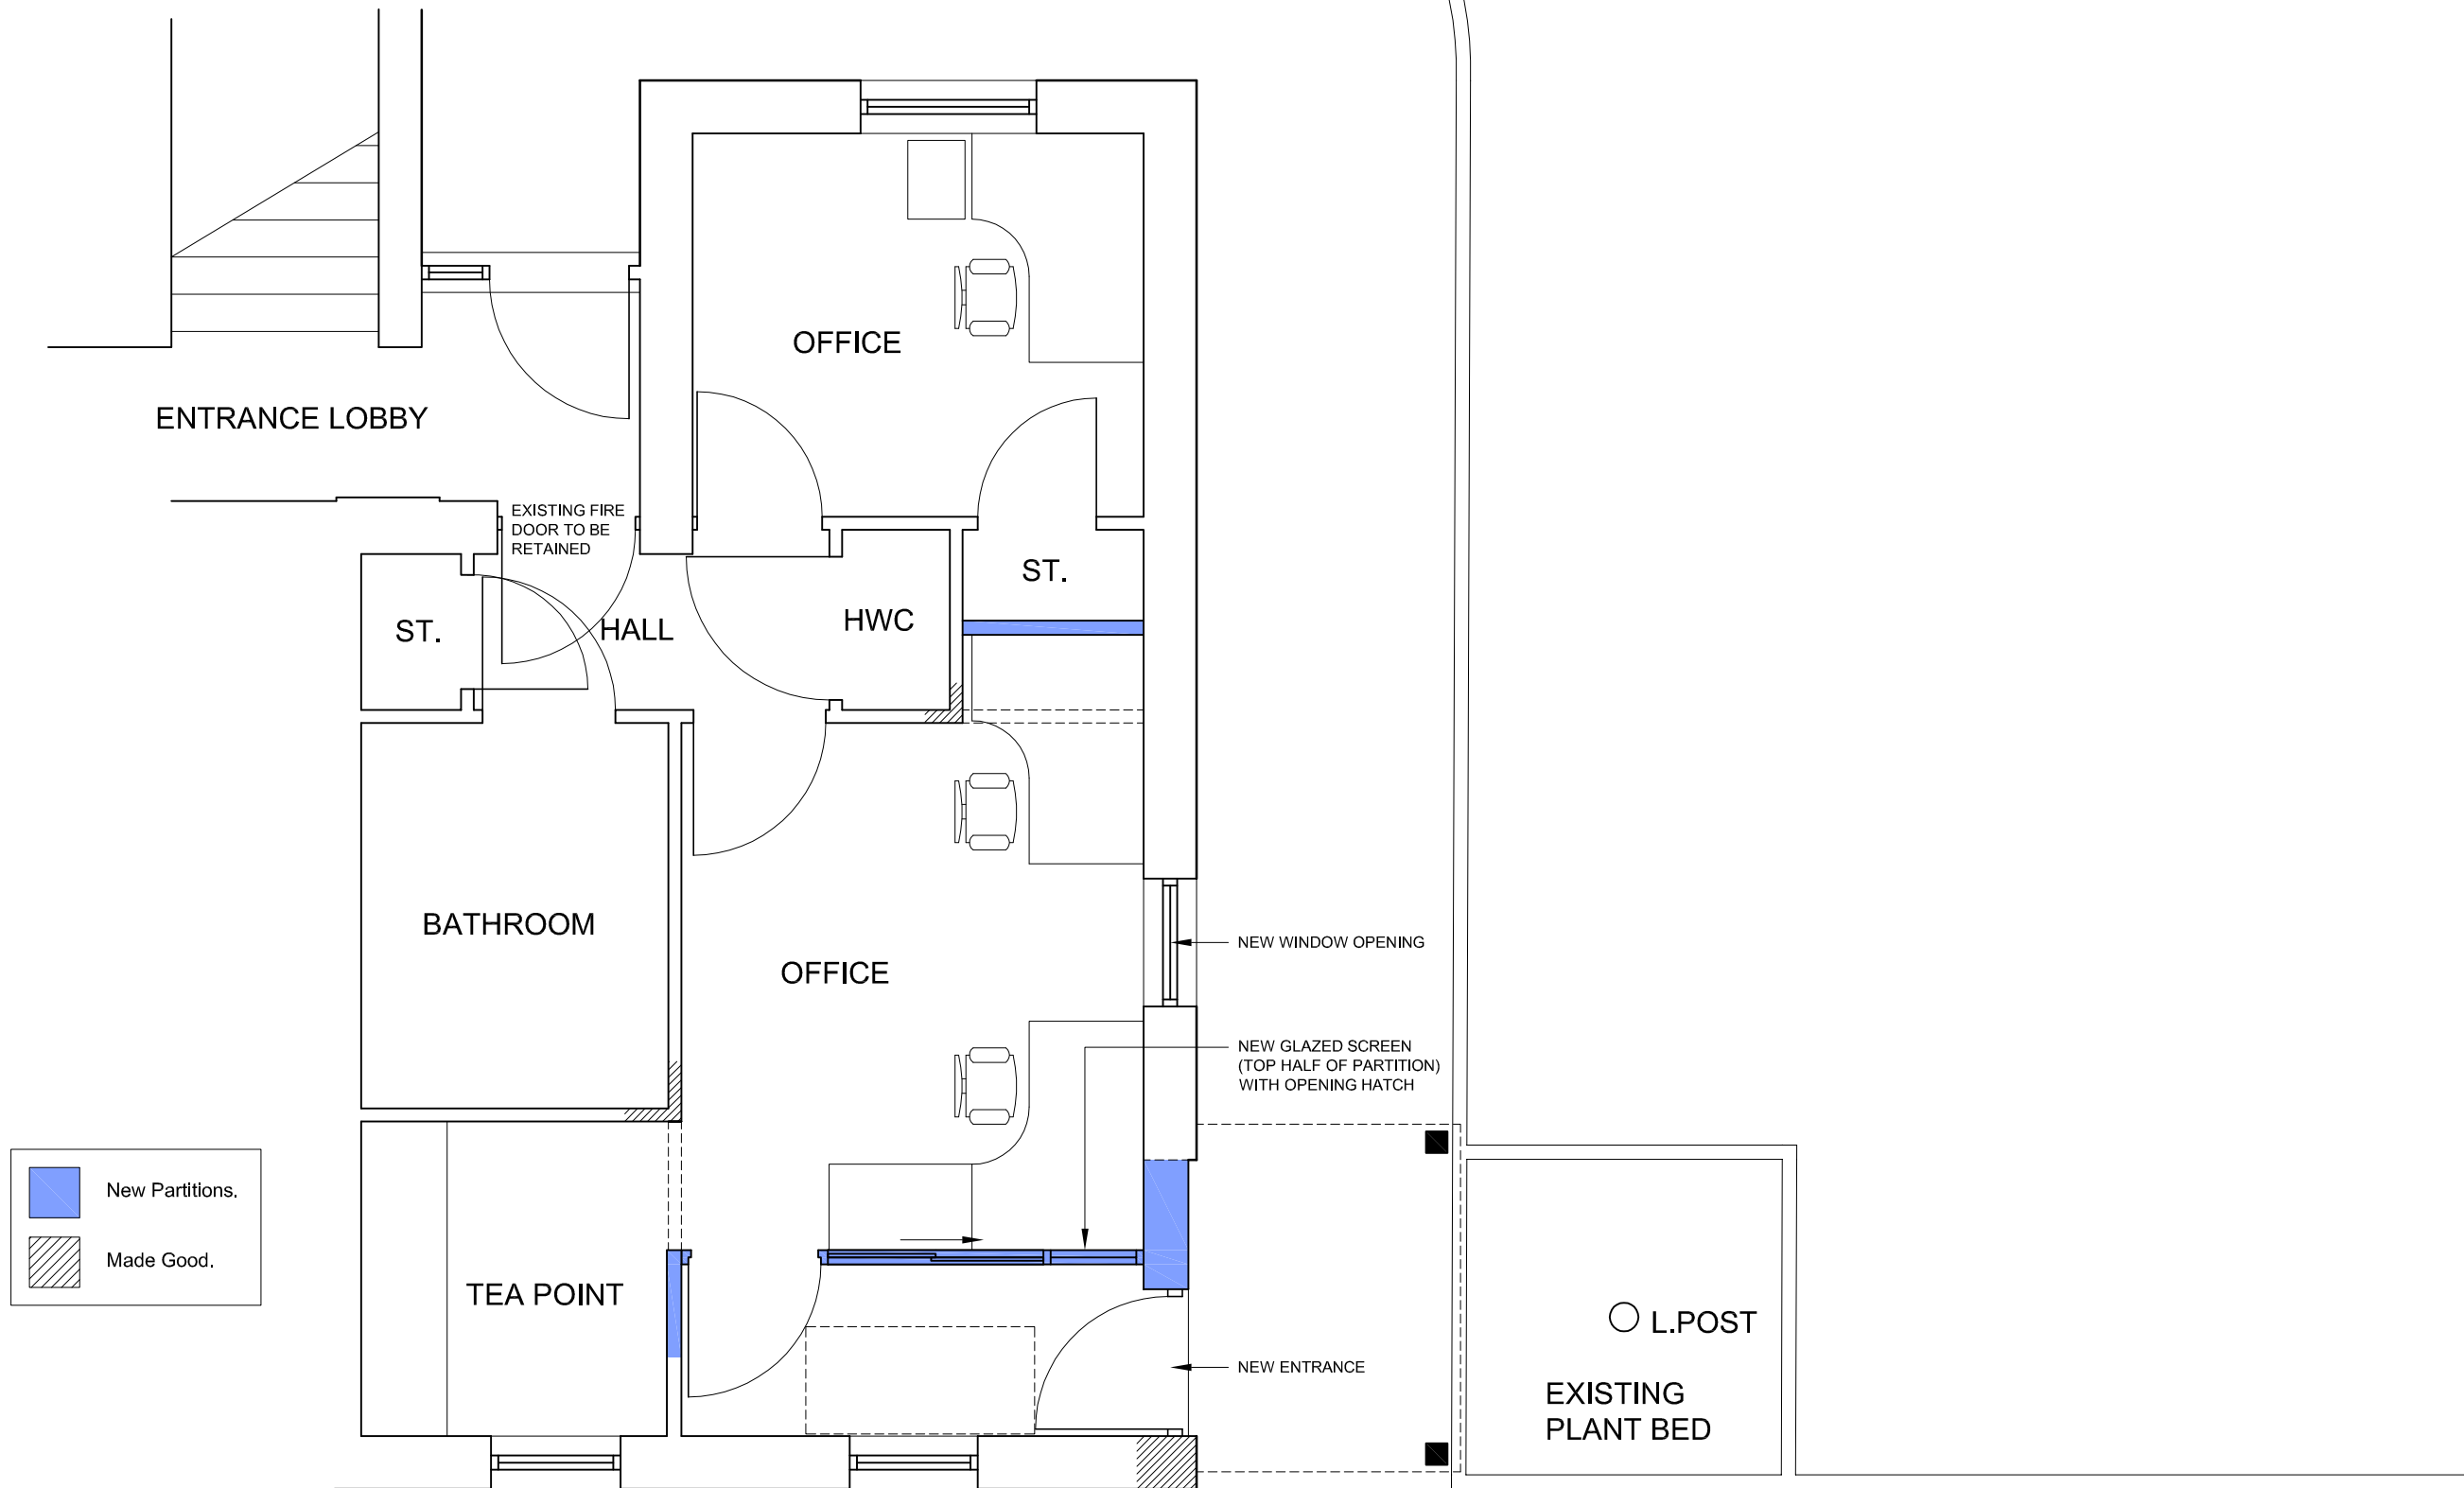 OFFICE
ENTRANCE LOBBY
EXISTING FIRE
DOOR TO BE
RETAINED
ST.
HALL
HWC
ST.
BATHROOM
OFFICE
NEW WINDOW OPENING
NEW GLAZED SCREEN
(TOP HALF OF PARTITION)
WITH OPENING HATCH
New Partitions.
Made Good.
TEA POINT
NEW ENTRANCE
L.POST
EXISTING
PLANT BED